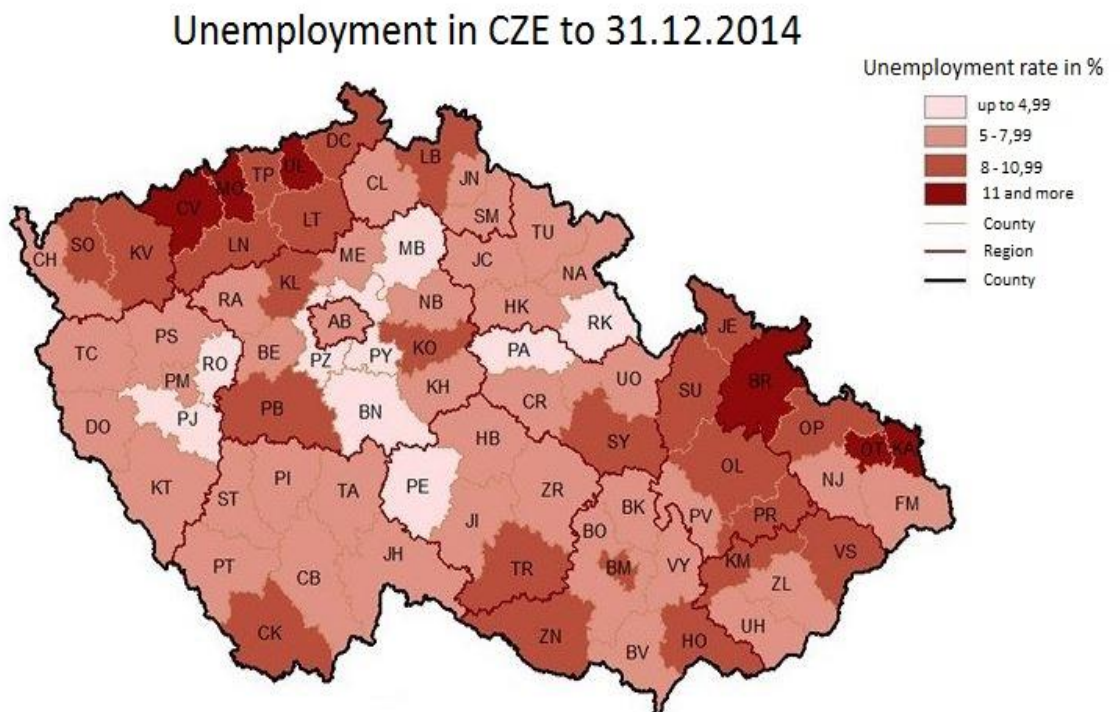 Unemployment in CZE to 31.12.2014
Unemployment rate in %
up to 4,99
5 - 7,99
8 - 10,99
11 and more
County
Region
County
DC
LB
UL
TP
MO
CL
JN
CV
LT
SM
SO
KV
LN
MB
TU
CH
ME
JC
NA
KL
RA
NB
HK
AB
RK
JE
PS
TC
RO
BE
PZ
PY
KO
PA
UO
SU
BR
PM
KH
CR
PJ
PB
BN
DO
HB
SY
OP
OT
KA
OL
PE
KT
ST
PI
TA
ZR
NJ
FM
JI
BK
PV
PR
BO
VS
PT
CB
JH
TR
BM
VY
KM
ZL
CK
ZN
BV
HO
UH